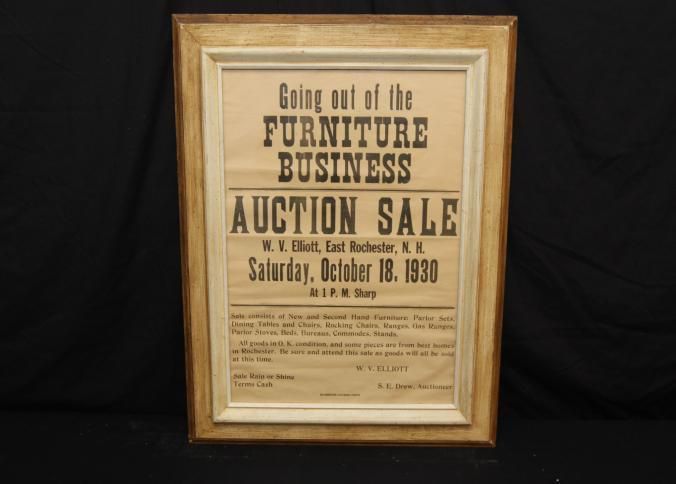 Going out of the
FURNITURE
BUSINESS
AUCTION SALE
W. V. Elliott, East Rochester, N. H.
Saturday, October 18, 1930
At 1 P. M. Sharp
Sale consists of New and Second Hand Furniture: Parlor Sets,
Dining Tables and Chairs, Rocking Chairs, Ranges, Gas Ranges,
Parlor Stoves, Beds, Bureaus, Commodes, Stands.
All goods in O. K. condition, and some pieces are from best homes
in Rochester. Be sure and attend this sale as goods will all be sold
at this time.
W. V. ELLIOTT
Sale Rain or Shine
Terms Cash
S. E. Drew, Auctioneer